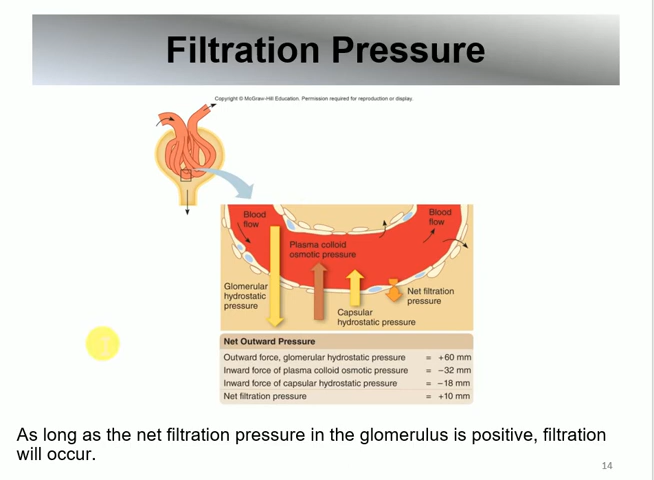 Filtration Pressure
Copyright © McGraw-Hill Education. Permission required for reproduction or display.
Blood
flow
Blood
flow
Plasma colloid
osmotic pressure
Glomerular
hydrostatic
pressure
Net filtration
pressure
Capsular
hydrostatic pressure
Net Outward Pressure
Outward force, glomerular hydrostatic pressure = +60 mm
Inward force of plasma colloid osmotic pressure = −32 mm
Inward force of capsular hydrostatic pressure = −18 mm
Net filtration pressure = +10 mm
As long as the net filtration pressure in the glomerulus is positive, filtration
will occur.
14